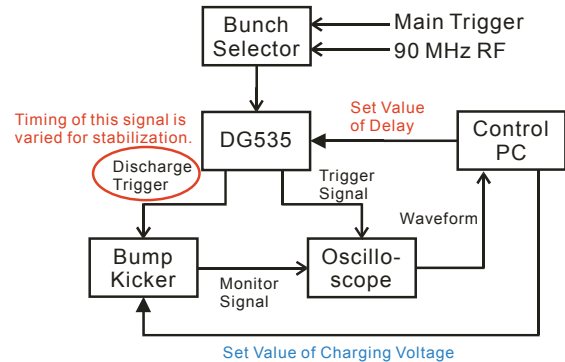 Bunch
Selector
Main Trigger
90 MHz RF
Timing of this signal is
varied for stabilization.
Set Value
of Delay
DG535
Control
PC
Discharge
Trigger
Trigger
Signal
Waveform
Bump
Kicker
Monitor
Signal
Oscillo-
scope
Set Value of Charging Voltage